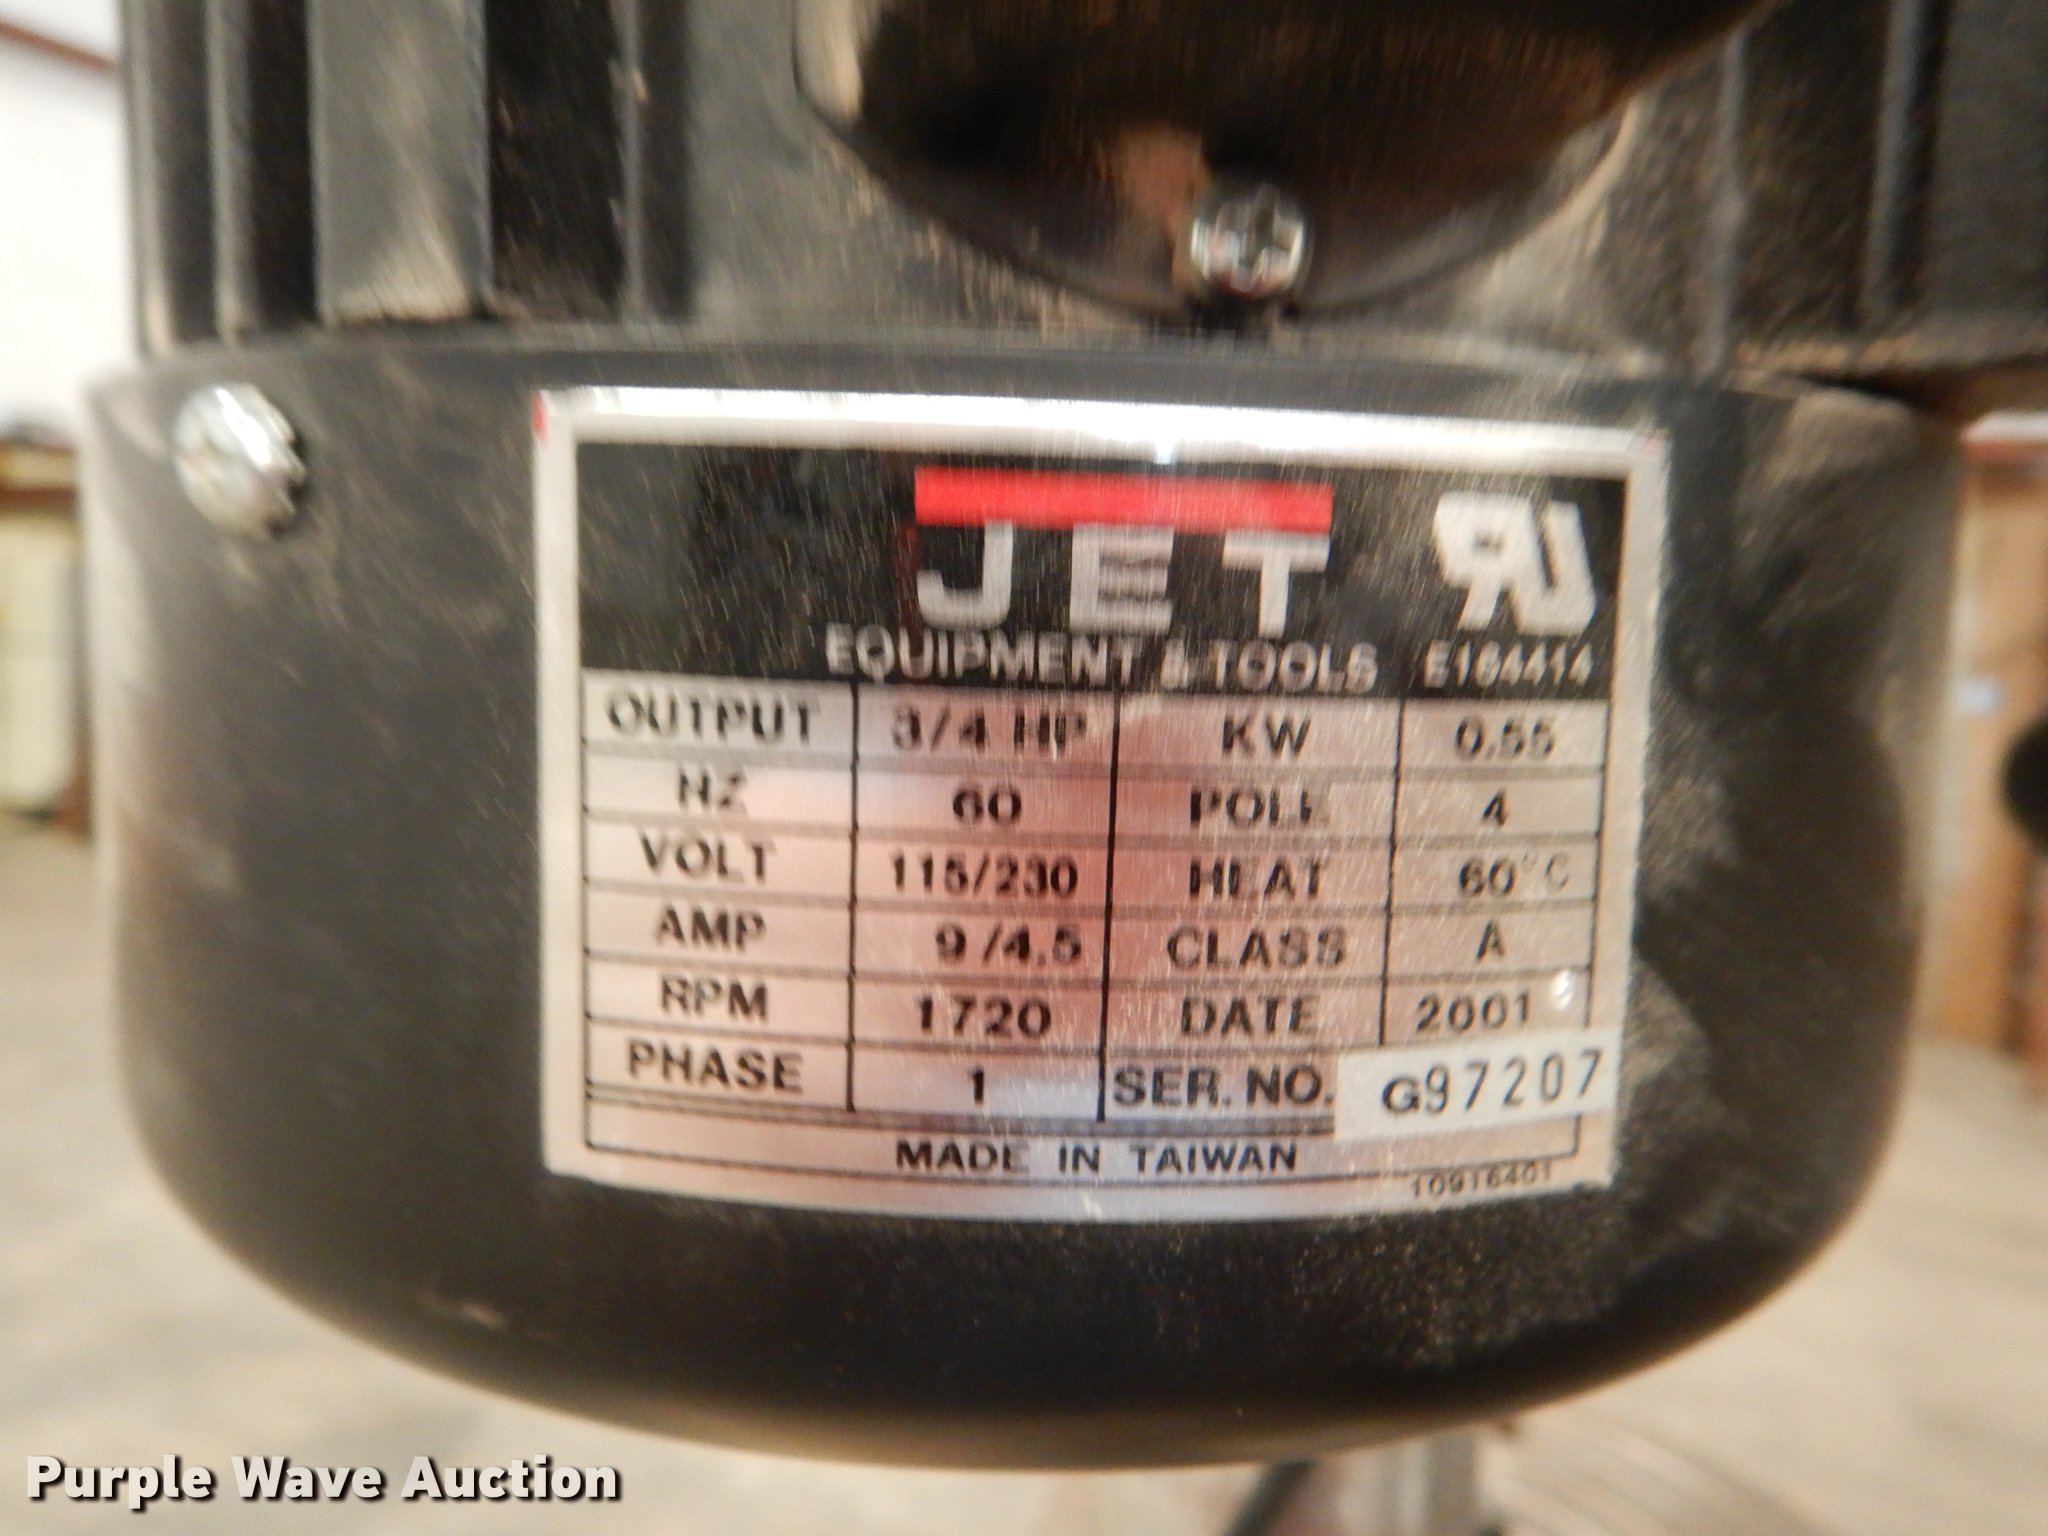 JET
EQUIPMENT & TOOLS E164414
OUTPUT 3/4 HP KW 0.55
HZ 60 POLE 4
VOLT 115/230 HEAT 60°C
AMP 9/4.5 CLASS A
RPM 1720 DATE 2001
PHASE 1 SER. NO. G97207
MADE IN TAIWAN
10916401
Purple Wave Auction